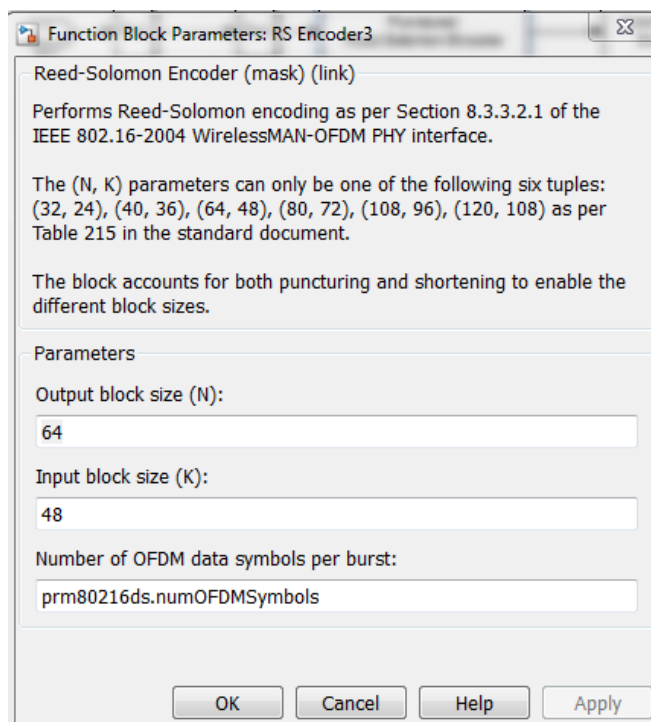 Function Block Parameters: RS Encoder3
Reed-Solomon Encoder (mask) (link)
Performs Reed-Solomon encoding as per Section 8.3.3.2.1 of the
IEEE 802.16-2004 WirelessMAN-OFDM PHY interface.
The (N, K) parameters can only be one of the following six tuples:
(32, 24), (40, 36), (64, 48), (80, 72), (108, 96), (120, 108) as per
Table 215 in the standard document.
The block accounts for both puncturing and shortening to enable the
different block sizes.
Parameters
Output block size (N):
64
Input block size (K):
48
Number of OFDM data symbols per burst:
prm80216ds.numOFDMSymbols
OK Cancel Help Apply